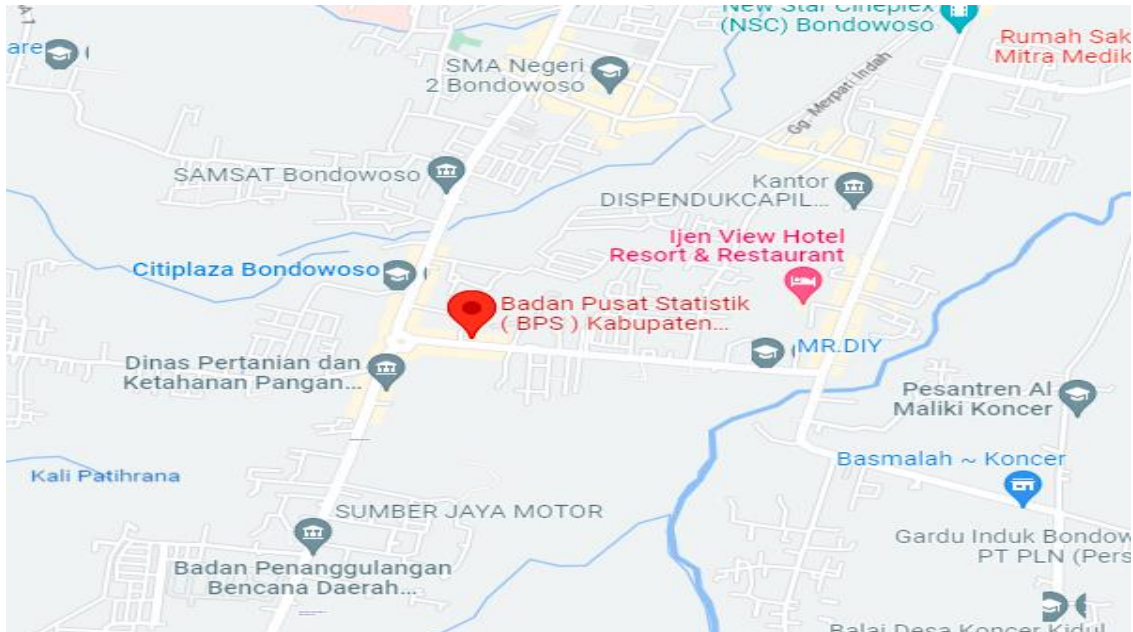 New Star Cineplex
(NSC) Bondowoso
Rumah Sak
Mitra Medik
are
SMA Negeri
2 Bondowoso
Gg. Merpati Indah
SAMSAT Bondowoso
Kantor
DISPENDUKCAPIL...
Ijen View Hotel
Resort & Restaurant
Citiplaza Bondowoso
Badan Pusat Statistik
( BPS ) Kabupaten...
MR.DIY
Dinas Pertanian dan
Ketahanan Pangan...
Pesantren Al
Maliki Koncer
Basmalah ~ Koncer
Kali Patihrana
SUMBER JAYA MOTOR
Gardu Induk Bondow
PT PLN (Pers
Badan Penanggulangan
Bencana Daerah...
Balai Desa Koncer Kidul